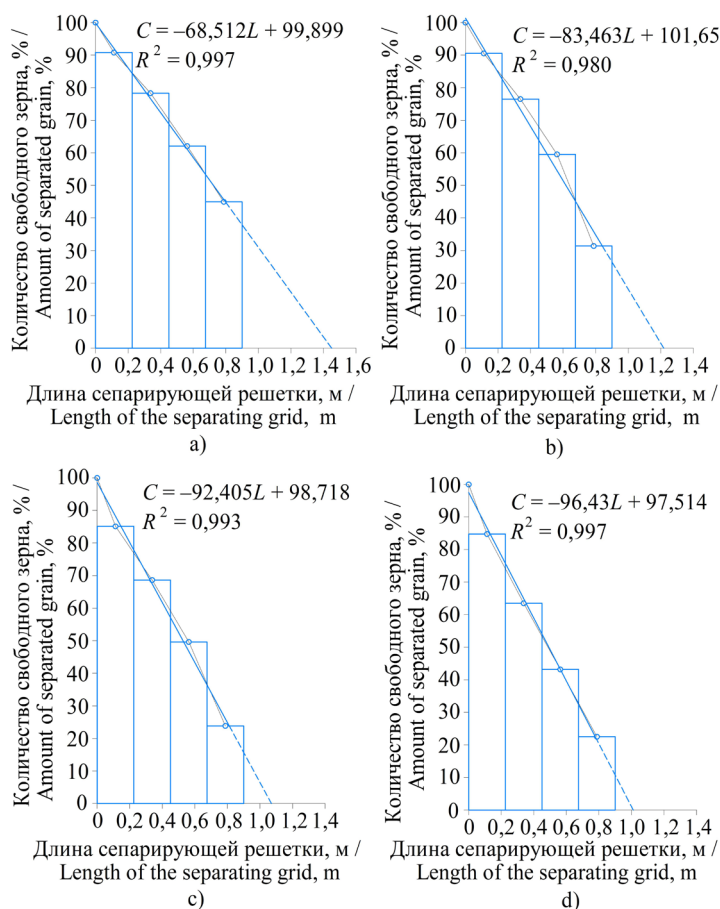 C = –68,512L + 99,899
R² = 0,997
Количество свободного зерна, % /
Amount of separated grain, %
100
90
80
70
60
50
40
30
20
10
0
0 0,2 0,4 0,6 0,8 1,0 1,2 1,4 1,6
Длина сепарирующей решетки, м /
Length of the separating grid, m
a)
C = –83,463L + 101,65
R² = 0,980
Количество свободного зерна, % /
Amount of separated grain, %
100
90
80
70
60
50
40
30
20
10
0
0 0,2 0,4 0,6 0,8 1,0 1,2 1,4
Длина сепарирующей решетки, м /
Length of the separating grid, m
b)
C = –92,405L + 98,718
R² = 0,993
Количество свободного зерна, % /
Amount of separated grain, %
100
90
80
70
60
50
40
30
20
10
0
0 0,2 0,4 0,6 0,8 1,0 1,2 1,4
Длина сепарирующей решетки, м /
Length of the separating grid, m
c)
C = –96,43L + 97,514
R² = 0,997
Количество свободного зерна, % /
Amount of separated grain, %
100
90
80
70
60
50
40
30
20
10
0
0 0,2 0,4 0,6 0,8 1,0 1,2 1,4
Длина сепарирующей решетки, м /
Length of the separating grid, m
d)